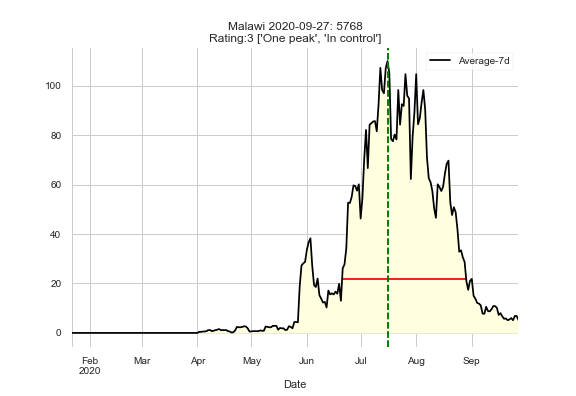 Malawi 2020-09-27: 5768
Rating:3 ['One peak', 'In control']
Average-7d
100
80
60
40
20
0
Feb Mar Apr May Jun Jul Aug Sep
2020
Date